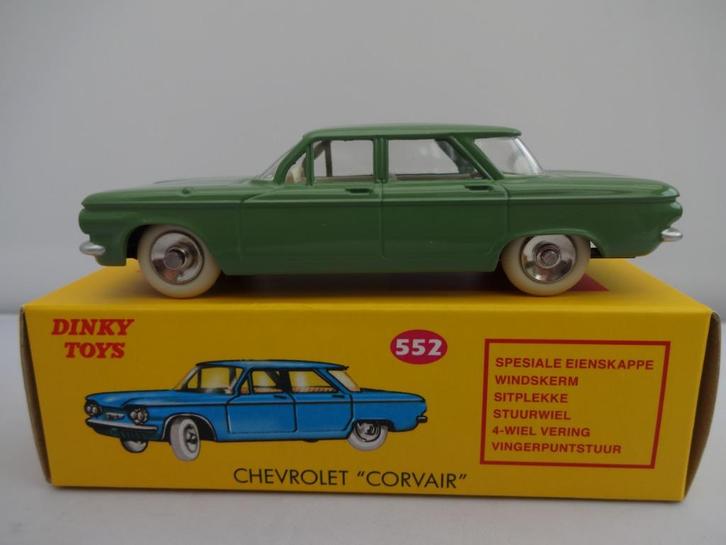 DINKY
TOYS
552
SPESIALE EIENSKAPPE
WINDSKERM
SITPLEKKE
STUURWIEL
4-WIEL VERING
VINGERPUNTSTUUR
CHEVROLET "CORVAIR"